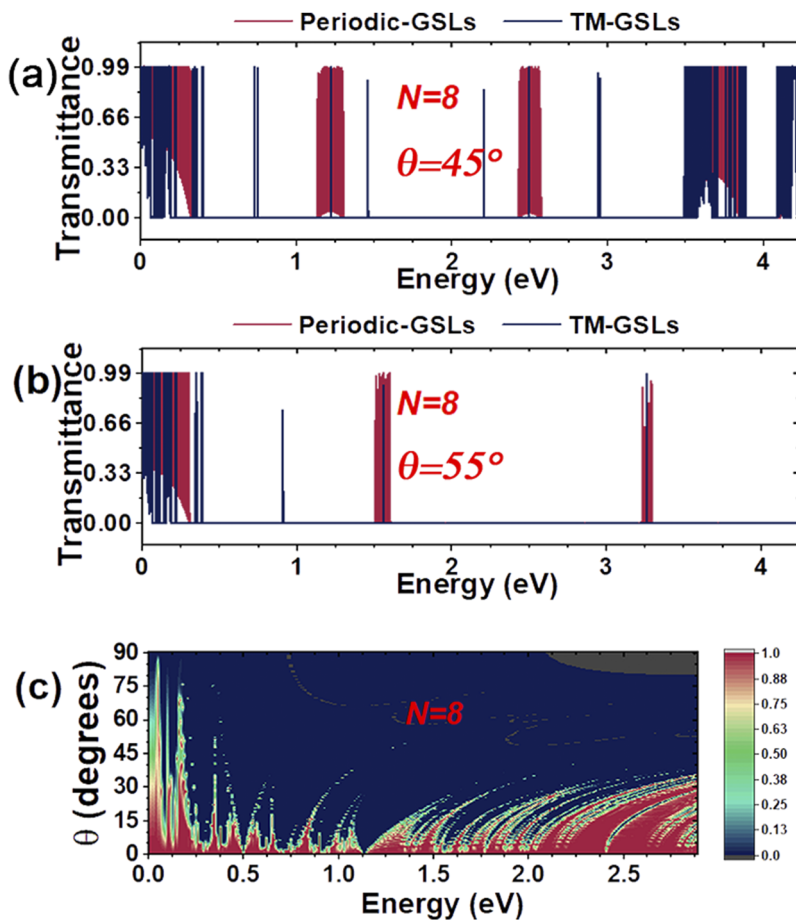 Periodic-GSLs TM-GSLs
(a)
Transmittance
0.99
0.66
0.33
0.00
N=8
θ=45º
0 1 2 3 4
Energy (eV)
Periodic-GSLs TM-GSLs
(b)
Transmittance
0.99
0.66
0.33
0.00
N=8
θ=55º
0 1 2 3 4
Energy (eV)
(c)
θ (degrees)
90
75
60
45
30
15
0
N=8
0.0 0.5 1.0 1.5 2.0 2.5
Energy (eV)
1.0
0.88
0.75
0.63
0.50
0.38
0.25
0.13
0.0